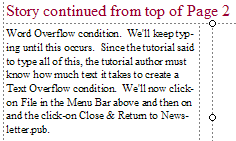 Story continued from top of Page 2
Word Overflow condition. We'll keep typ-
ing until this occurs. Since the tutorial said
to type all of this, the tutorial author must
know how much text it takes to create a
Text Overflow condition. We'll now click-
on File in the Menu Bar above and then on
and the click-on Close & Return to News-
letter.pub.